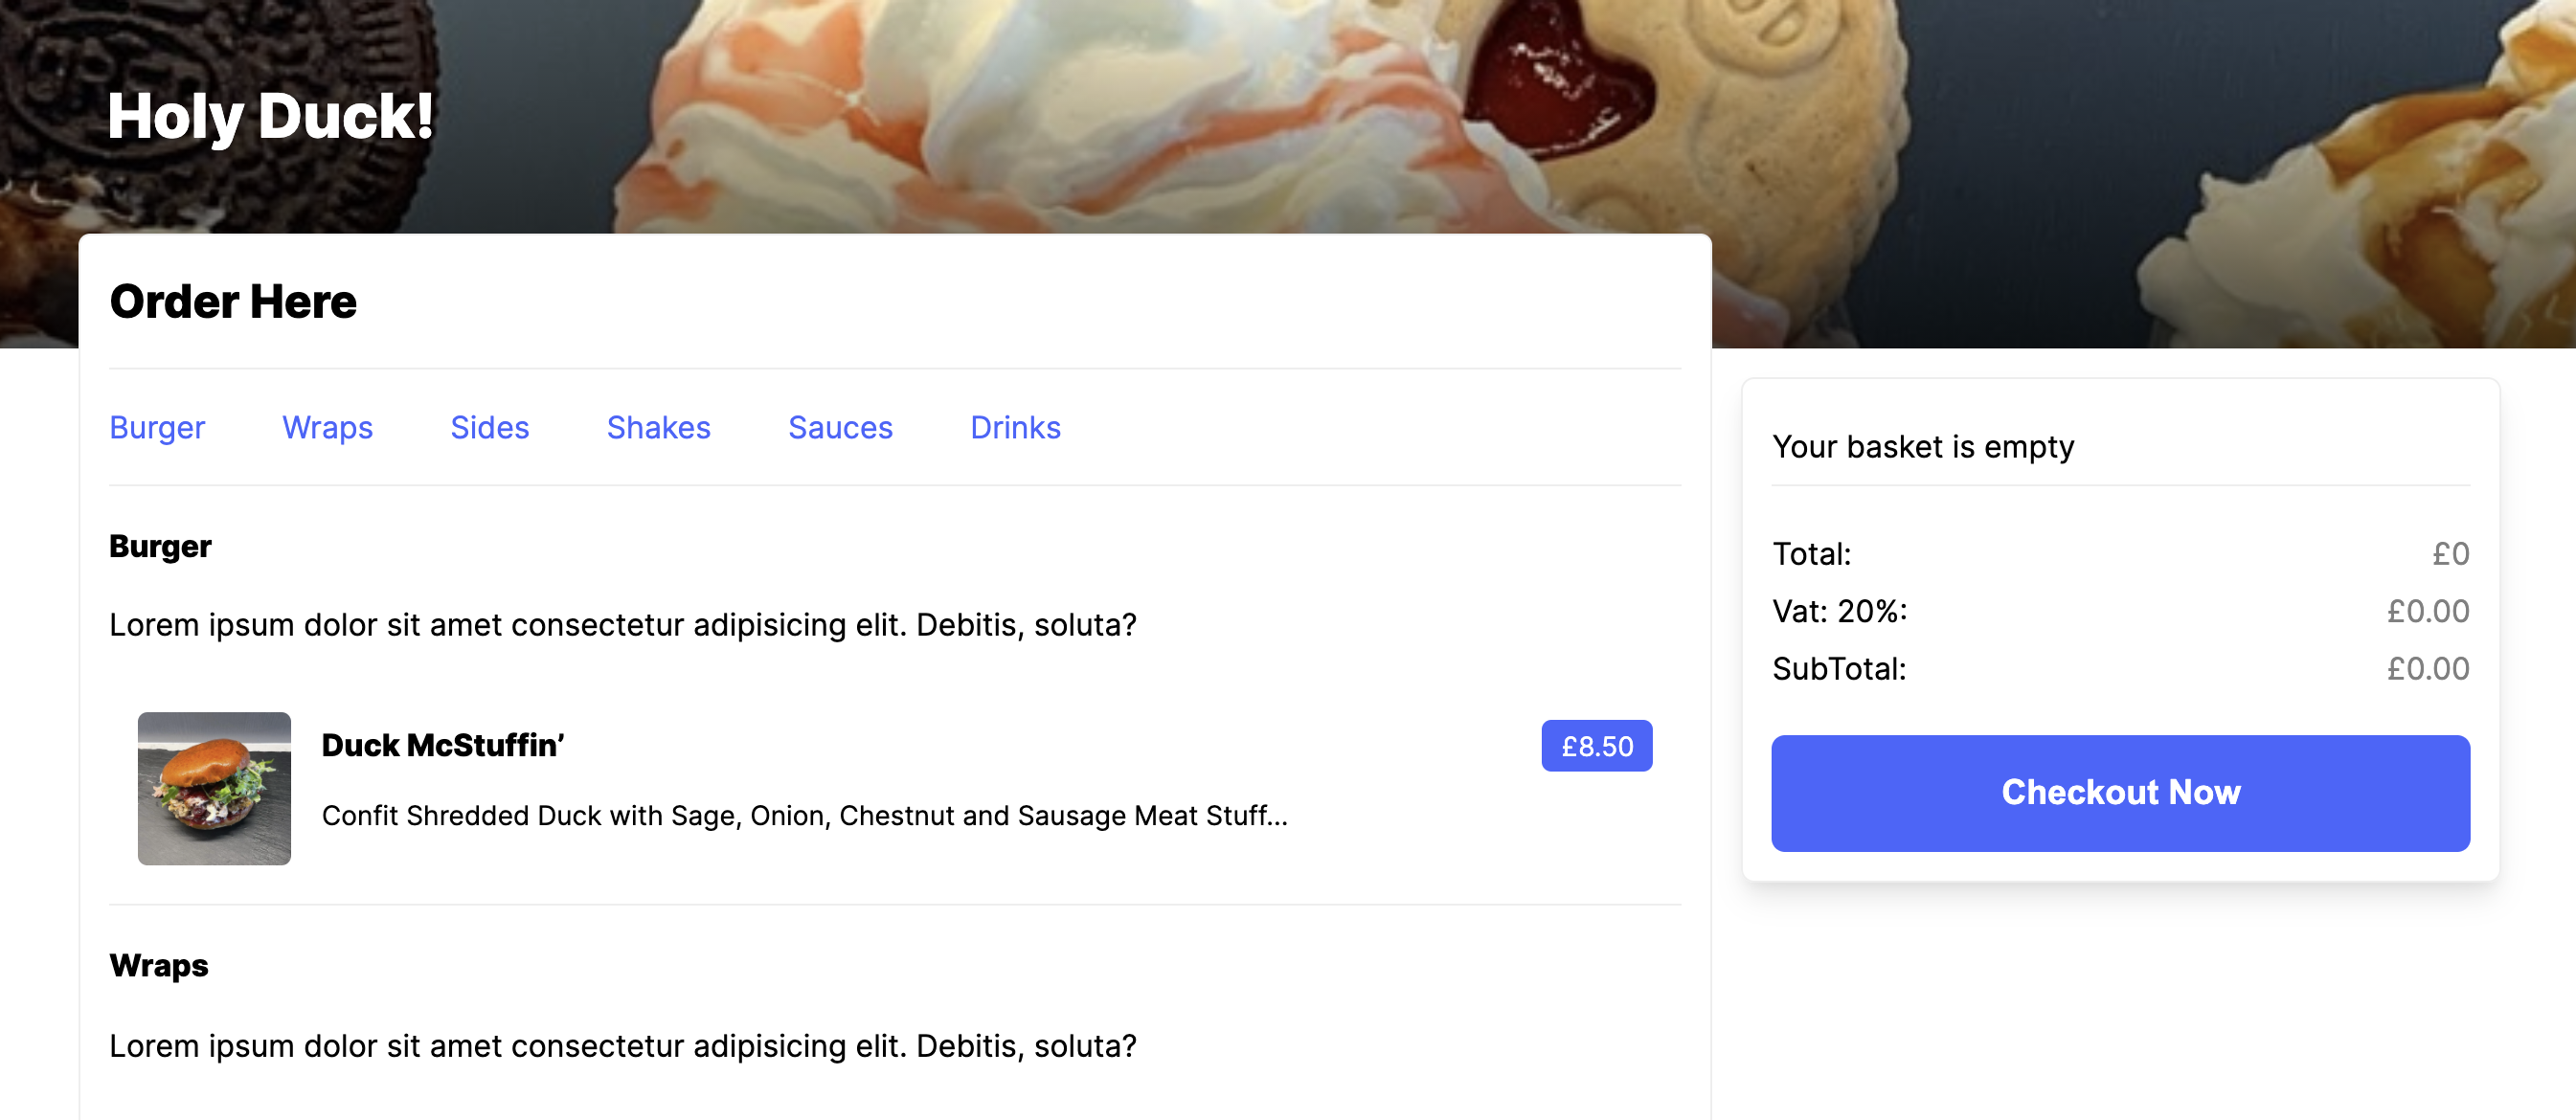 Holy Duck!
Order Here
Burger Wraps Sides Shakes Sauces Drinks
Burger
Lorem ipsum dolor sit amet consectetur adipisicing elit. Debitis, soluta?
Duck McStuffin’
£8.50
Confit Shredded Duck with Sage, Onion, Chestnut and Sausage Meat Stuff...
Wraps
Lorem ipsum dolor sit amet consectetur adipisicing elit. Debitis, soluta?
Your basket is empty
Total: £0
Vat: 20%: £0.00
SubTotal: £0.00
Checkout Now